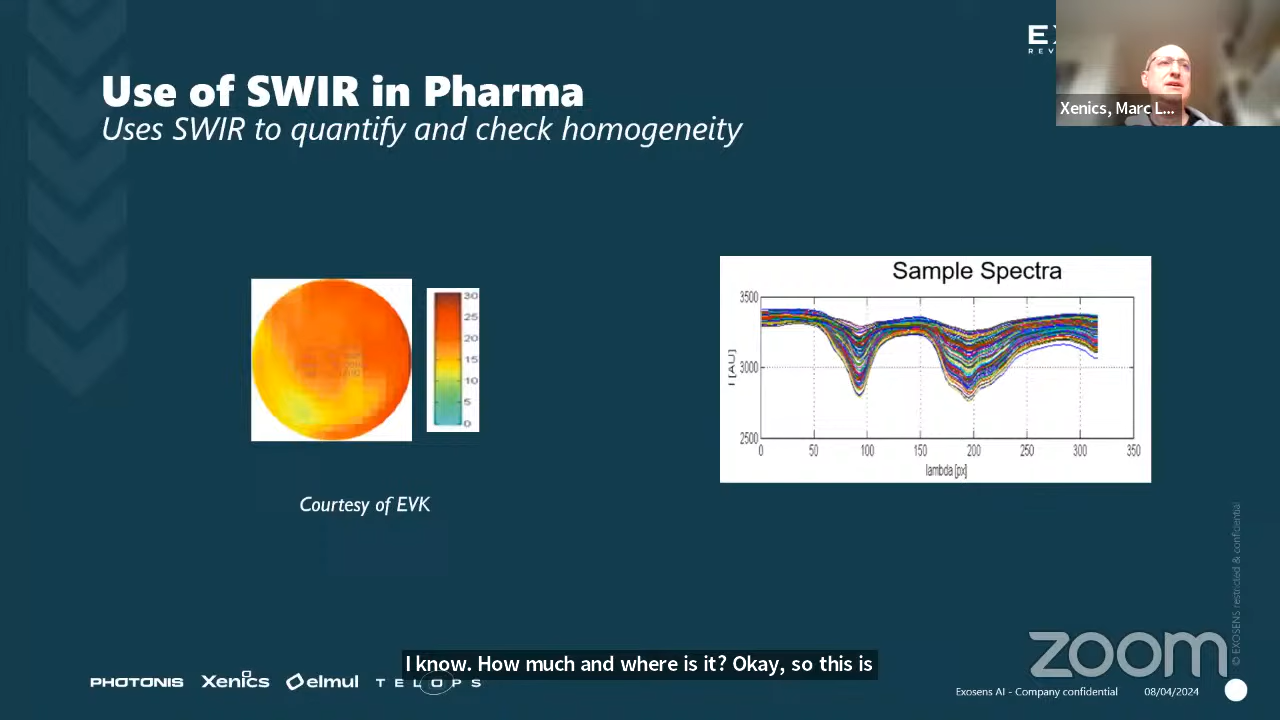 Use of SWIR in Pharma
Uses SWIR to quantify and check homogeneity
Xenics, Marc L...
30
25
20
15
10
5
0
Courtesy of EVK
Sample Spectra
3500
3000
2500
0 50 100 150 200 250 300 350
lambda [px]
I know. How much and where is it? Okay, so this is
PHOTONIS Xenics elmul TELOPS
zoom
Exosens AI - Company confidential 08/04/2024
© EXOSENS restricted & confidential